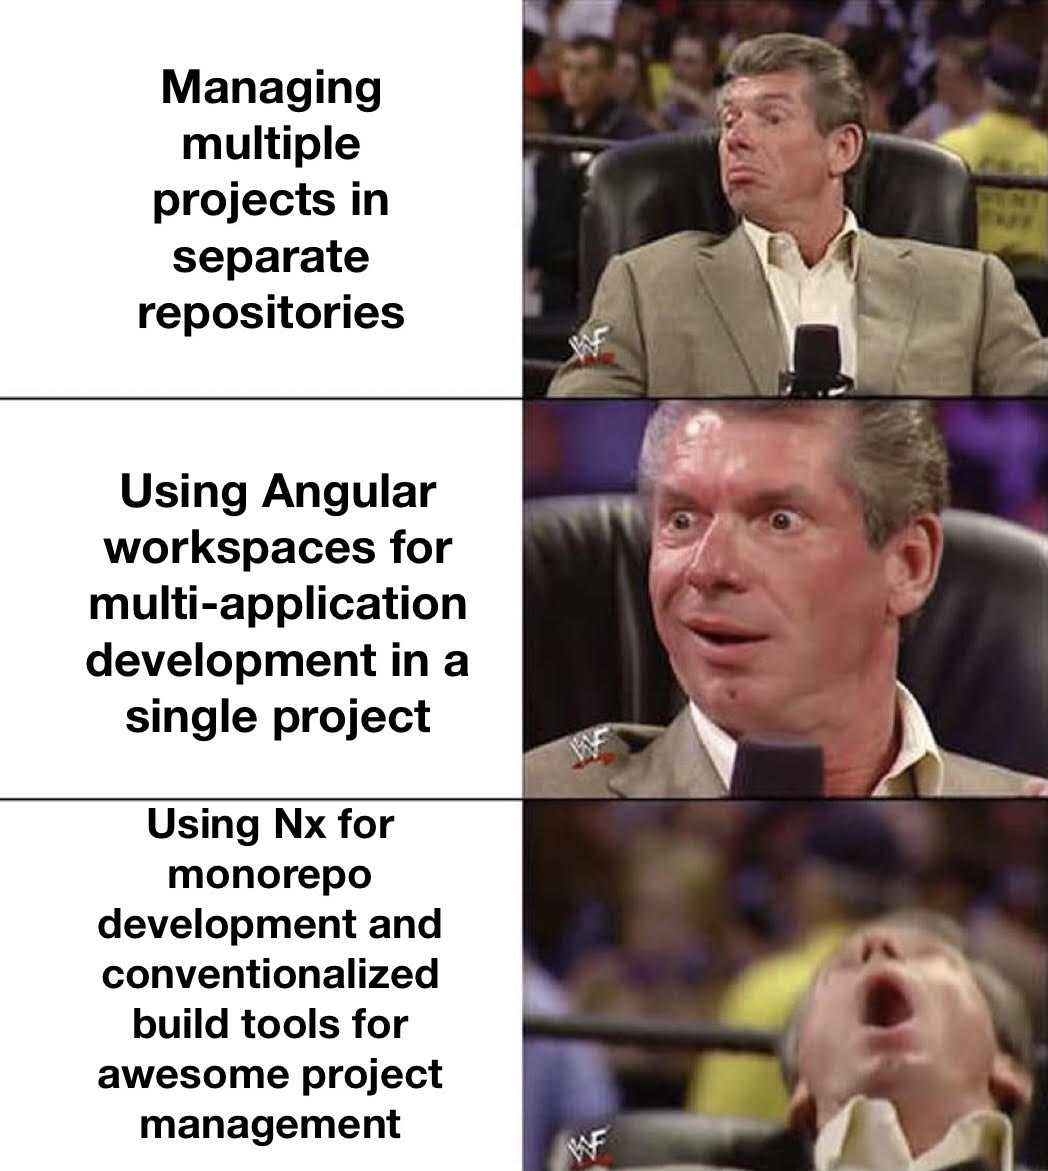 Managing
multiple
projects in
separate
repositories
Using Angular
workspaces for
multi-application
development in a
single project
Using Nx for
monorepo
development and
conventionalized
build tools for
awesome project
management